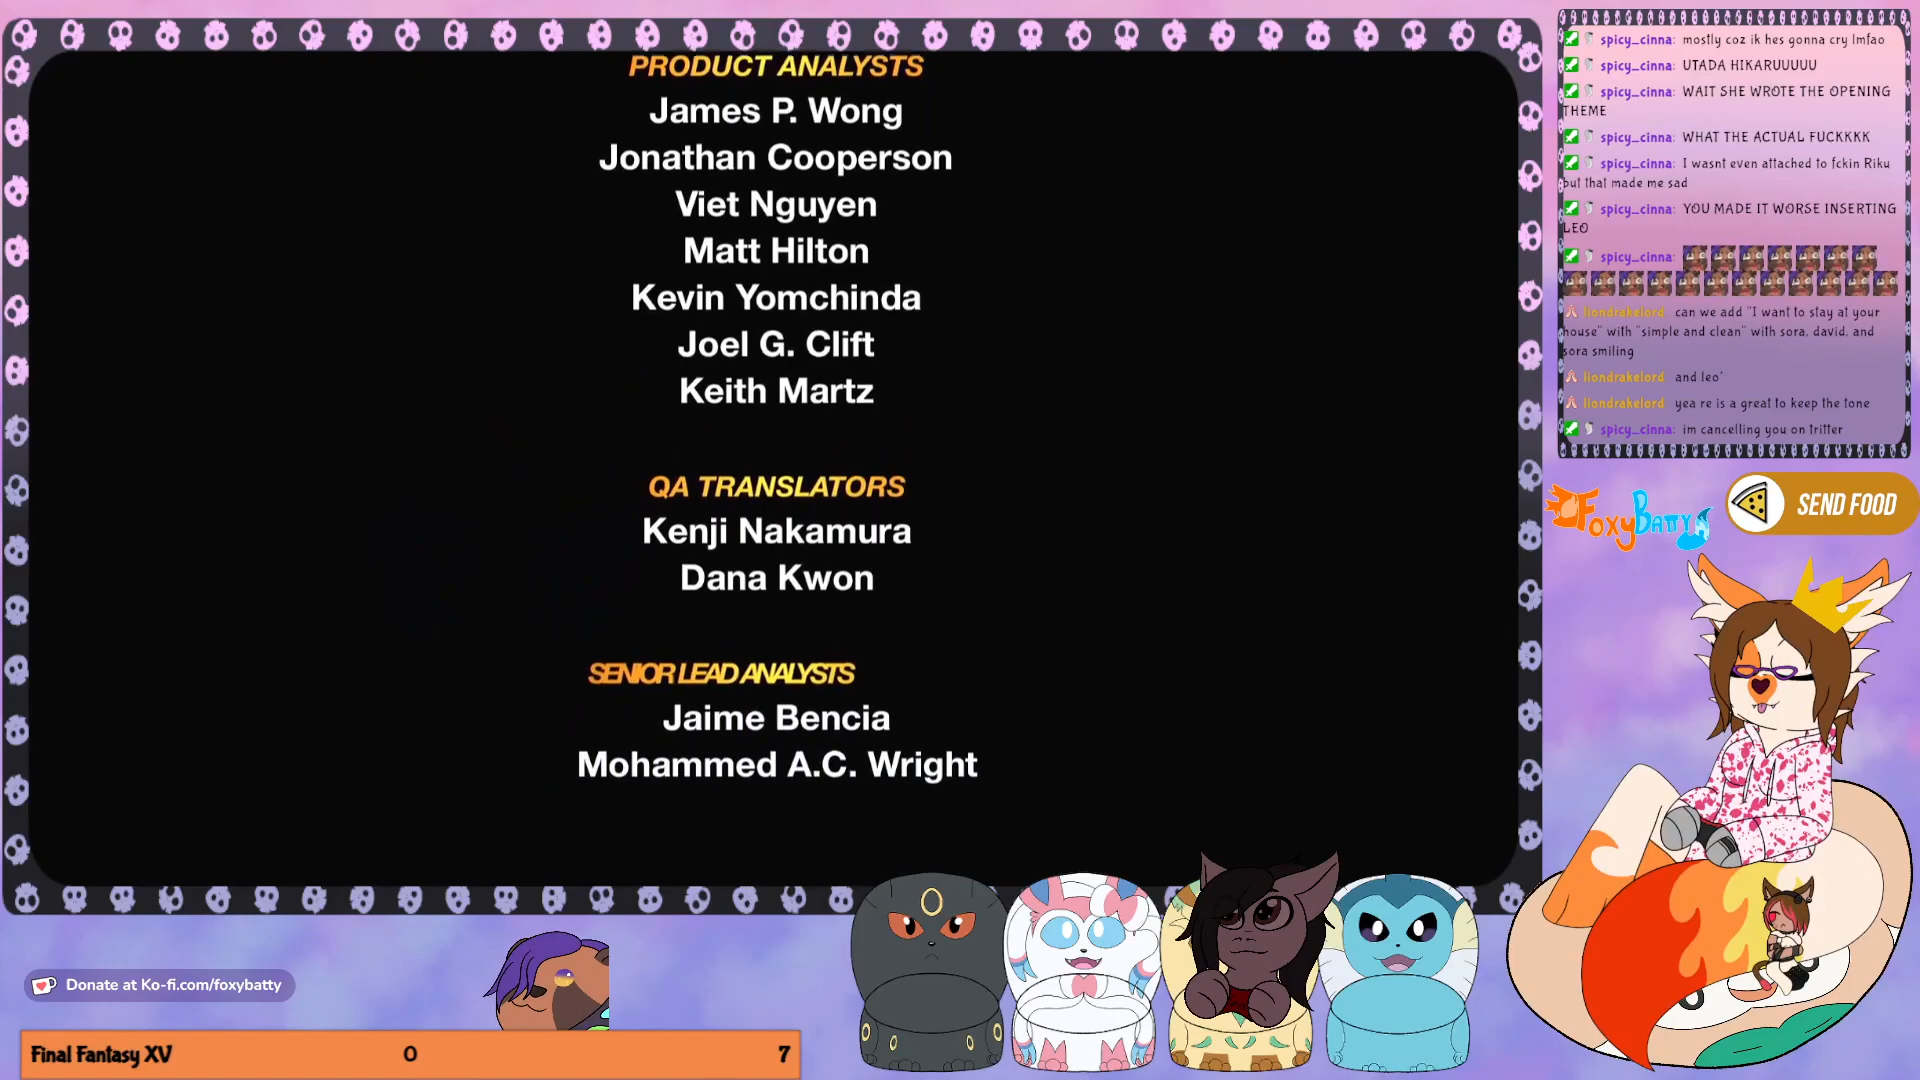 PRODUCT ANALYSTS
James P. Wong
Jonathan Cooperson
Viet Nguyen
Matt Hilton
Kevin Yomchinda
Joel G. Clift
Keith Martz
QA TRANSLATORS
Kenji Nakamura
Dana Kwon
SENIOR LEAD ANALYSTS
Jaime Bencia
Mohammed A.C. Wright
spicy_cinna: mostly coz ik hes gonna cry lmfao
spicy_cinna: UTADA HIKARUUUUU
spicy_cinna: WAIT SHE WROTE THE OPENING
THEME
spicy_cinna: WHAT THE ACTUAL FUCKKKK
spicy_cinna: I wasnt even attached to fckin Riku
but that made me sad
spicy_cinna: YOU MADE IT WORSE INSERTING
LEO
spicy_cinna:
liondrakelord can we add "I want to stay at your
house" with "simple and clean" with sora, david, and
sora smiling
liondrakelord and leo*
liondrakelord yea re is a great to keep the tone
spicy_cinna: im cancelling you on tritter
FOXYBATTY
SEND FOOD
Donate at Ko-fi.com/foxybatty
Final Fantasy XV 0 7